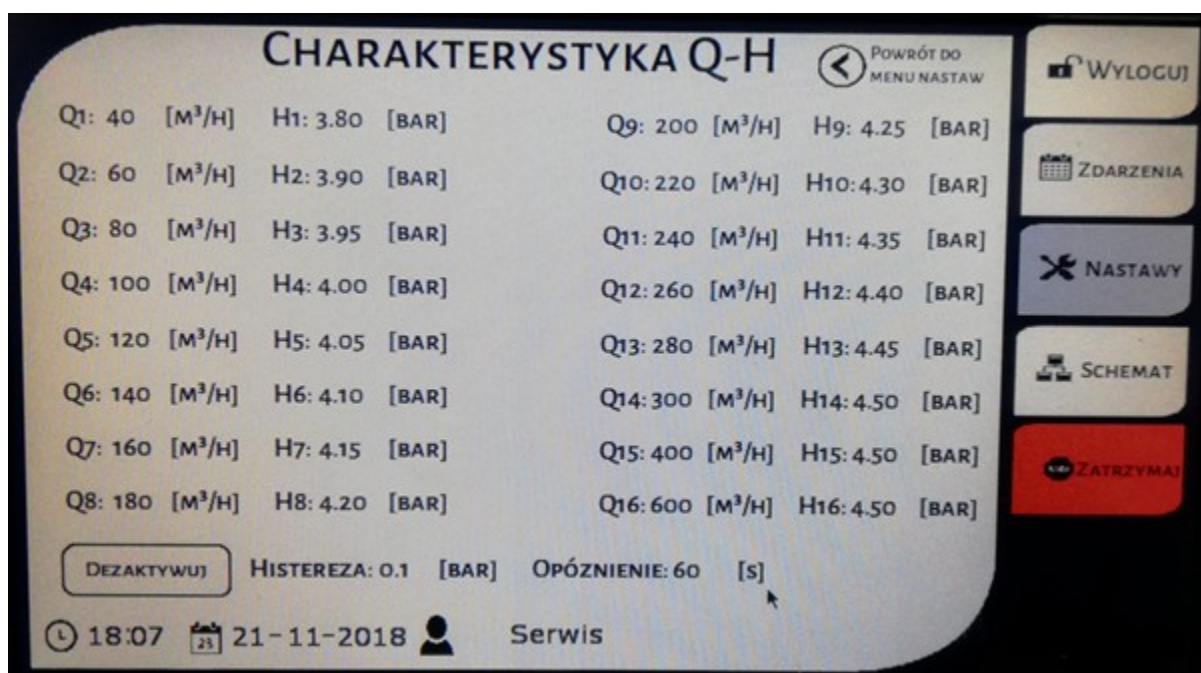 Charakterystyka Q-H
Powrót do
menu nastaw
Q1: 40 [m³/h] H1: 3.80 [bar] Q9: 200 [m³/h] H9: 4.25 [bar]
Q2: 60 [m³/h] H2: 3.90 [bar] Q10: 220 [m³/h] H10: 4.30 [bar]
Q3: 80 [m³/h] H3: 3.95 [bar] Q11: 240 [m³/h] H11: 4.35 [bar]
Q4: 100 [m³/h] H4: 4.00 [bar] Q12: 260 [m³/h] H12: 4.40 [bar]
Q5: 120 [m³/h] H5: 4.05 [bar] Q13: 280 [m³/h] H13: 4.45 [bar]
Q6: 140 [m³/h] H6: 4.10 [bar] Q14: 300 [m³/h] H14: 4.50 [bar]
Q7: 160 [m³/h] H7: 4.15 [bar] Q15: 400 [m³/h] H15: 4.50 [bar]
Q8: 180 [m³/h] H8: 4.20 [bar] Q16: 600 [m³/h] H16: 4.50 [bar]
Dezaktywuj Histereza: 0.1 [bar] Opóznienie: 60 [s]
18:07 23 21-11-2018 Serwis
Wyloguj
Zdarzenia
Nastawy
Schemat
Zatrzymaj